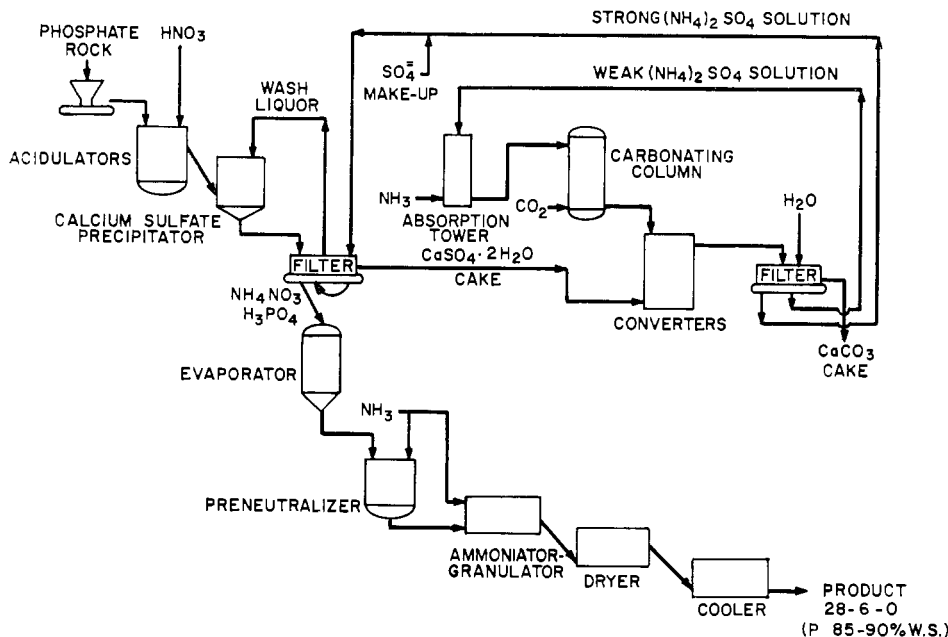 STRONG (NH4)2 SO4 SOLUTION
PHOSPHATE
ROCK
HNO3
SO4=
MAKE-UP
WEAK (NH4)2 SO4 SOLUTION
WASH
LIQUOR
ACIDULATORS
CARBONATING
COLUMN
NH3
ABSORPTION
TOWER
CO2
H2O
CALCIUM SULFATE
PRECIPITATOR
FILTER
CaSO4·2H2O
CAKE
FILTER
NH4NO3
H3PO4
CONVERTERS
CaCO3
CAKE
EVAPORATOR
NH3
PRENEUTRALIZER
AMMONIATOR-
GRANULATOR
DRYER
COOLER
PRODUCT
28-6-0
(P 85-90% W.S.)